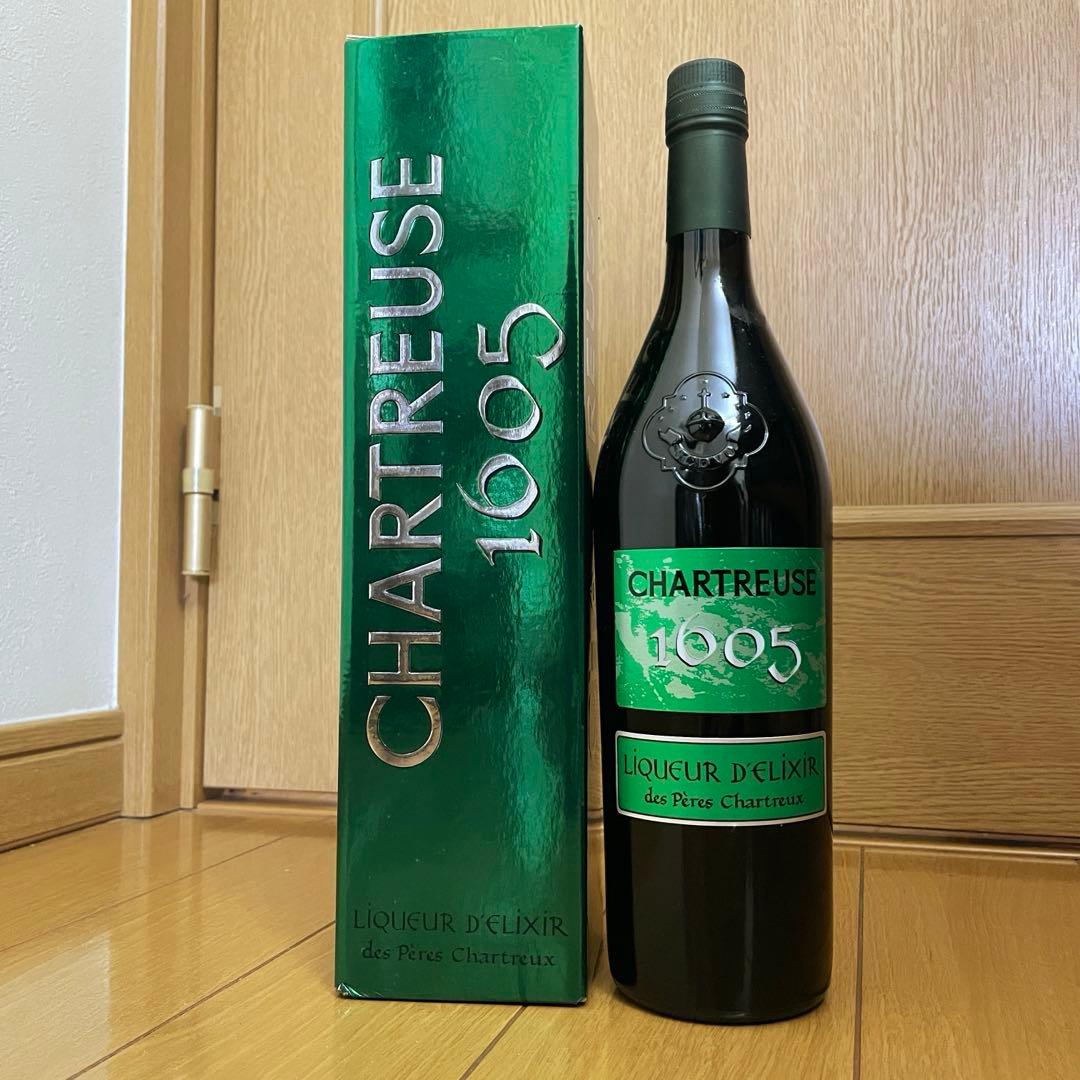 CHARTREUSE
1605
LIQUEUR D'ELIXIR
des Pères Chartreux
CHARTREUSE
1605
LIQUEUR D'ELIXIR
des Pères Chartreux